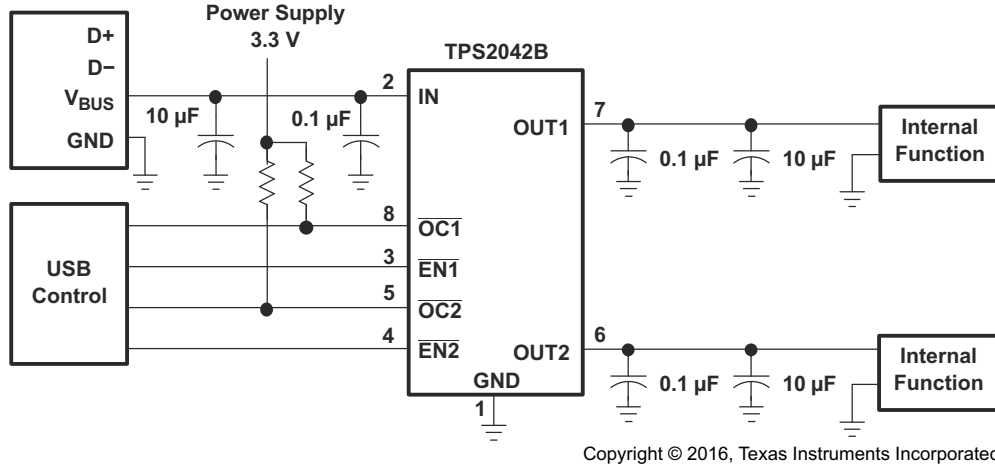 Power Supply
3.3 V
D+
D−
VBUS
GND
10 µF
0.1 µF
TPS2042B
2
IN
OUT1
7
0.1 µF
10 µF
Internal
Function
USB
Control
8
OC1
3
EN1
5
OC2
4
EN2
OUT2
6
GND
1
0.1 µF
10 µF
Internal
Function
Copyright © 2016, Texas Instruments Incorporated